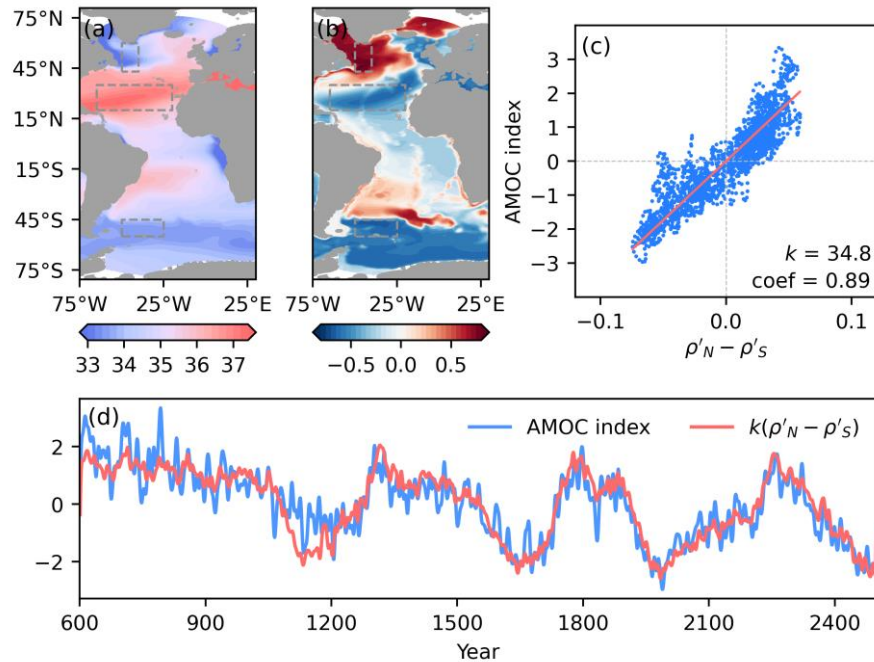 (a)
75°N
45°N
15°N
15°S
45°S
75°S
75°W
25°W
25°E
33
34
35
36
37
(b)
75°W
25°W
25°E
−0.5
0.0
0.5
(c)
AMOC index
3
2
1
0
−1
−2
−3
k = 34.8
coef = 0.89
−0.1
0.0
0.1
ρ′N − ρ′S
(d)
AMOC index
k(ρ′N − ρ′S)
2
0
−2
600
900
1200
1500
1800
2100
2400
Year